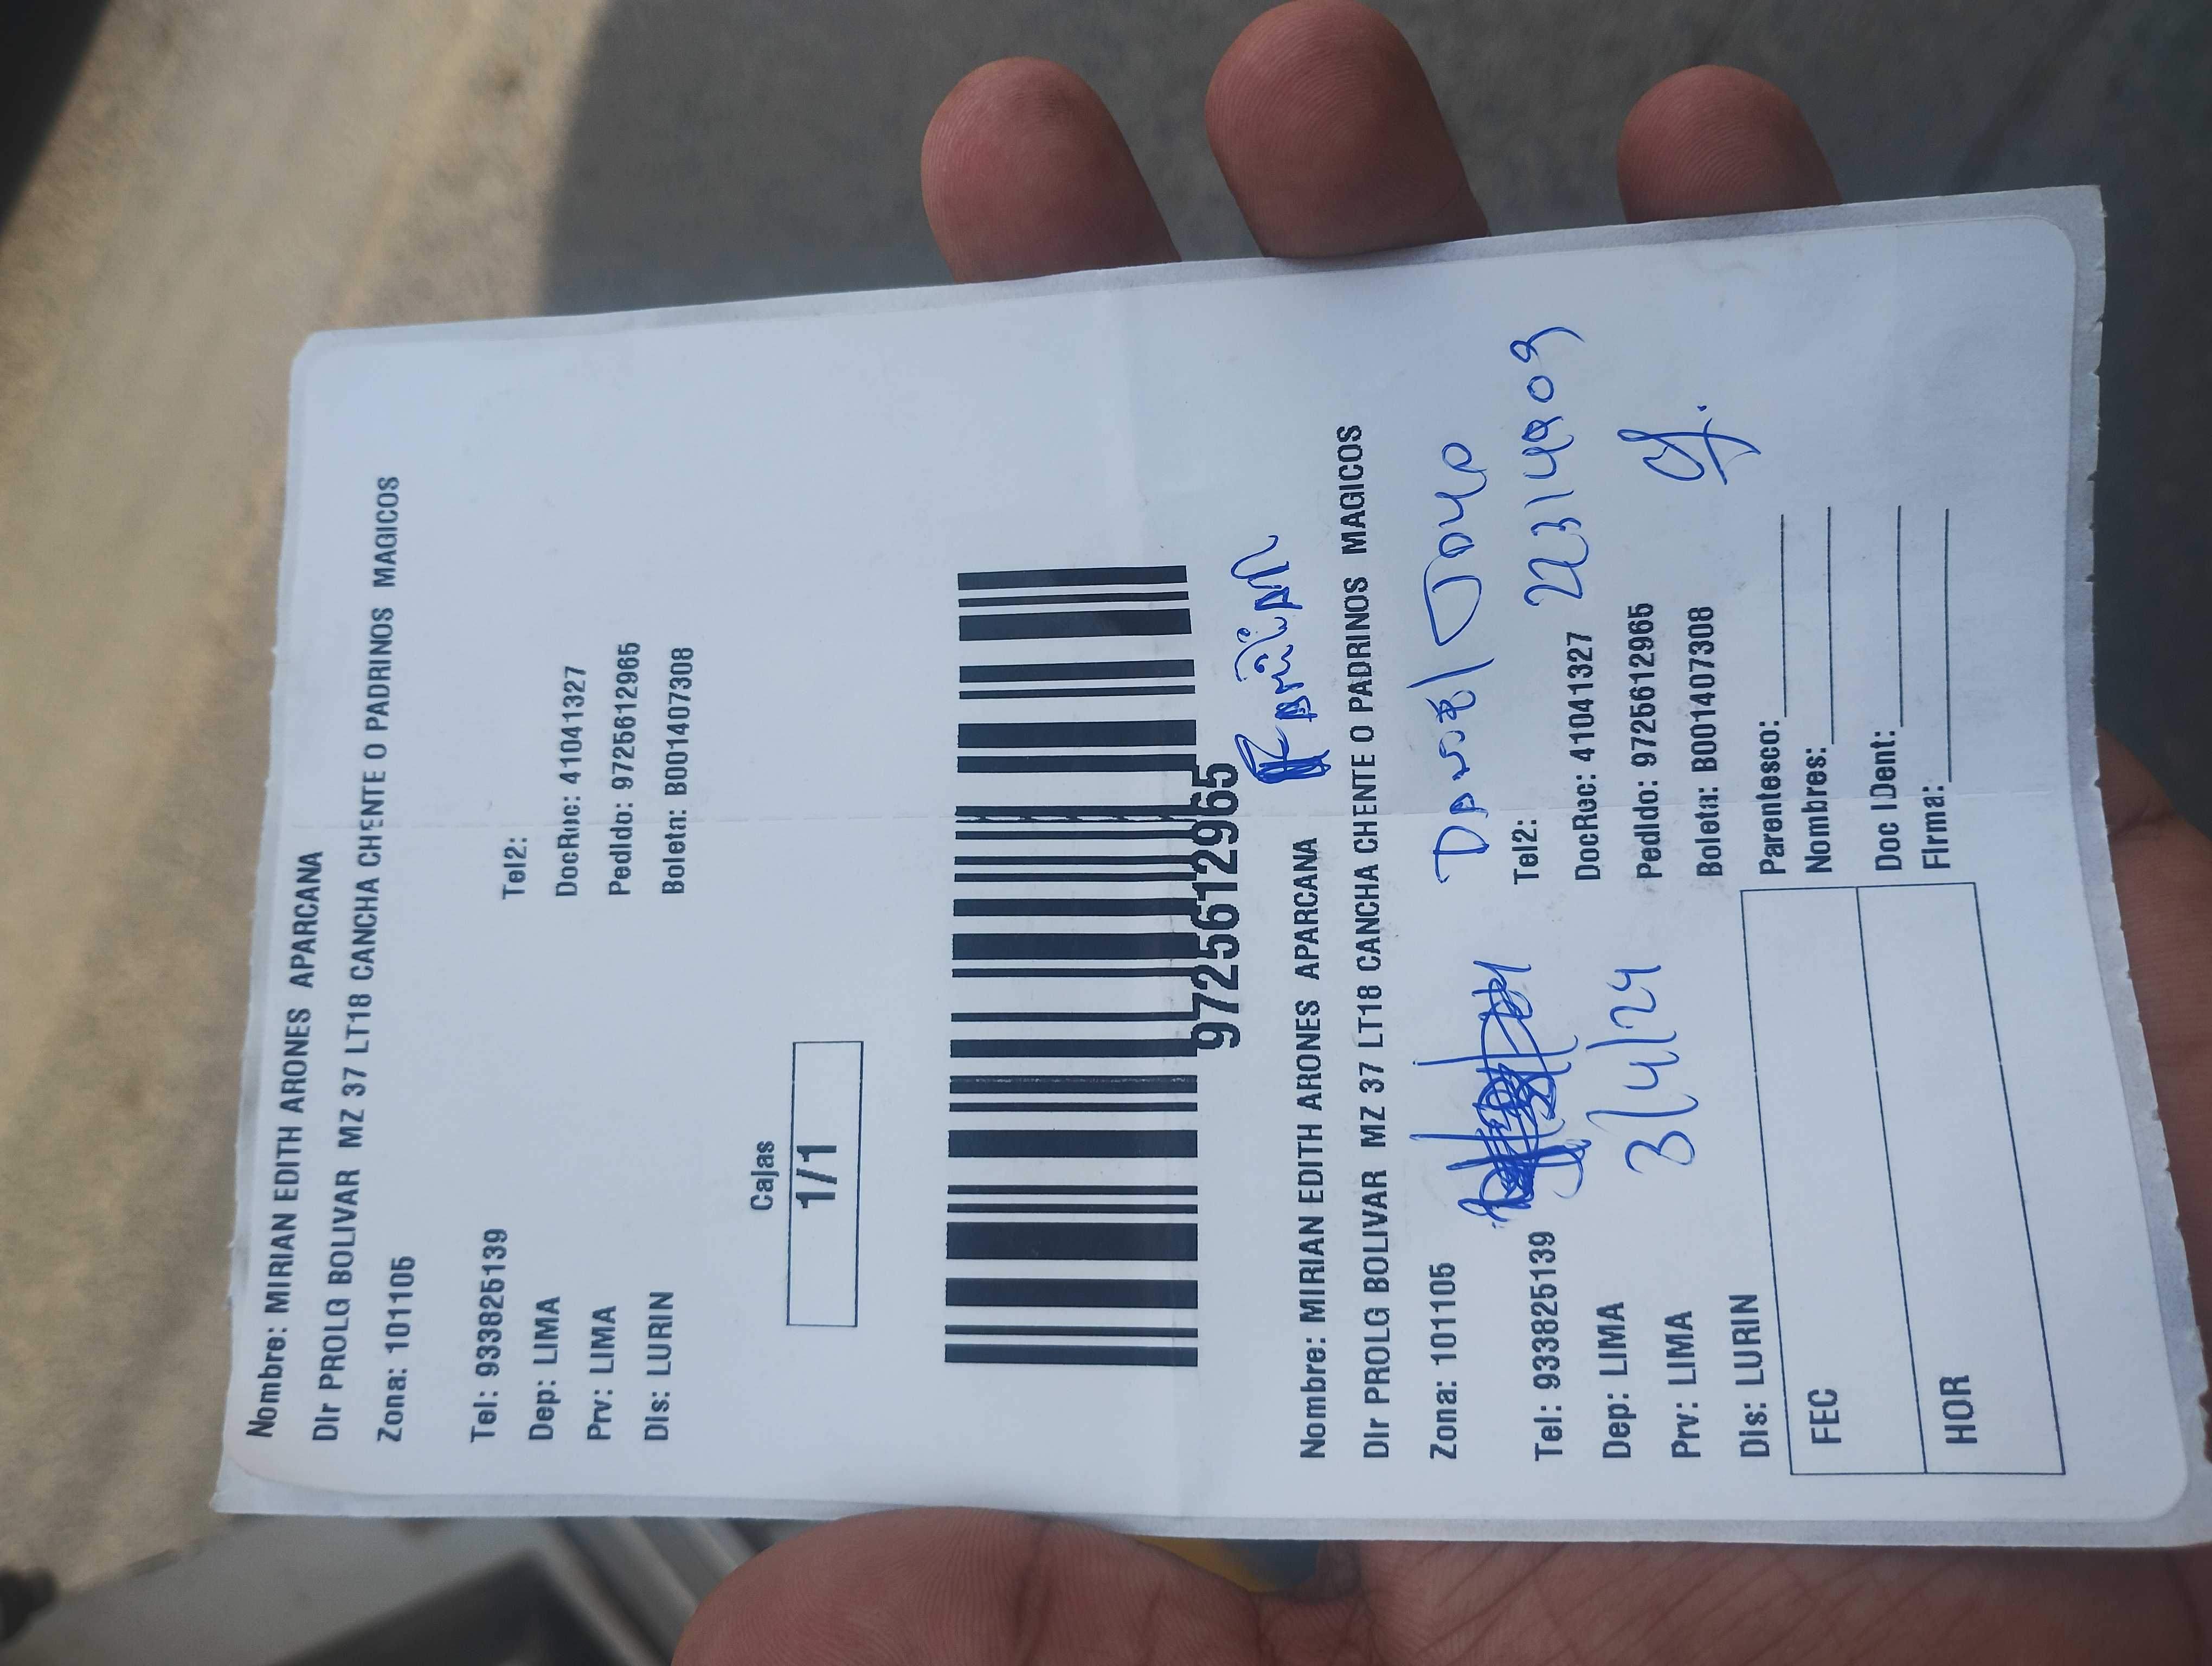 Nombre: MIRIAN EDITH ARONES APARCANA
DIr PROLG BOLIVAR MZ 37 LT18 CANCHA CHENTE O PADRINOS MAGICOS
Zona: 101105
Tel: 933825139 Tel2:
Dep: LIMA DocRuc: 41041327
Prv: LIMA Pedido: 9725612965
Dis: LURIN Boleta: B001407308
Cajas
1/1
9725612965
Familiar
Nombre: MIRIAN EDITH ARONES APARCANA
DIr PROLG BOLIVAR MZ 37 LT18 CANCHA CHENTE O PADRINOS MAGICOS
Zona: 101105 Daniel
Tel: 933825139 Tel2: 22314909
Dep: LIMA 3/4/24 DocRuc: 41041327
Prv: LIMA Pedido: 9725612965
Dis: LURIN Boleta: B001407308
FEC Parentesco:
Nombres:
HOR Doc IDent:
Firma: